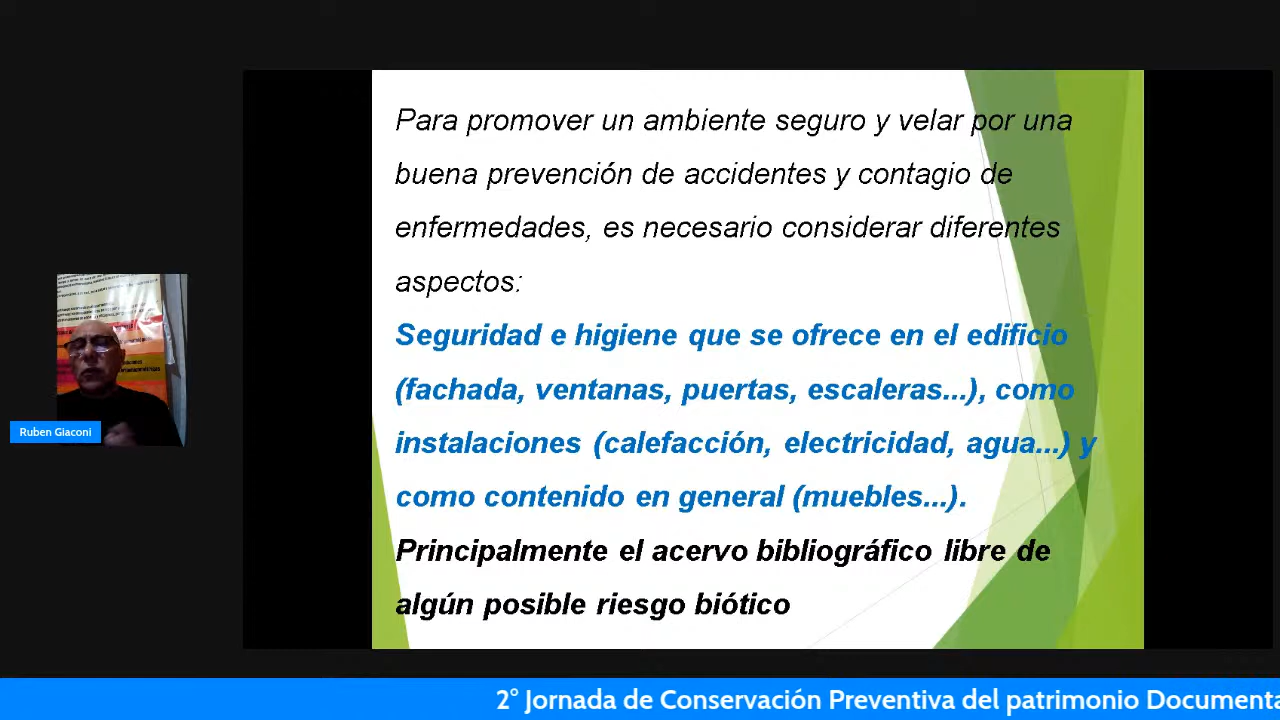 Para promover un ambiente seguro y velar por una
buena prevención de accidentes y contagio de
enfermedades, es necesario considerar diferentes
aspectos:
Seguridad e higiene que se ofrece en el edificio
(fachada, ventanas, puertas, escaleras...), como
instalaciones (calefacción, electricidad, agua...) y
como contenido en general (muebles...).
Principalmente el acervo bibliográfico libre de
algún posible riesgo biótico
Ruben Giaconi
2° Jornada de Conservación Preventiva del patrimonio Documenta